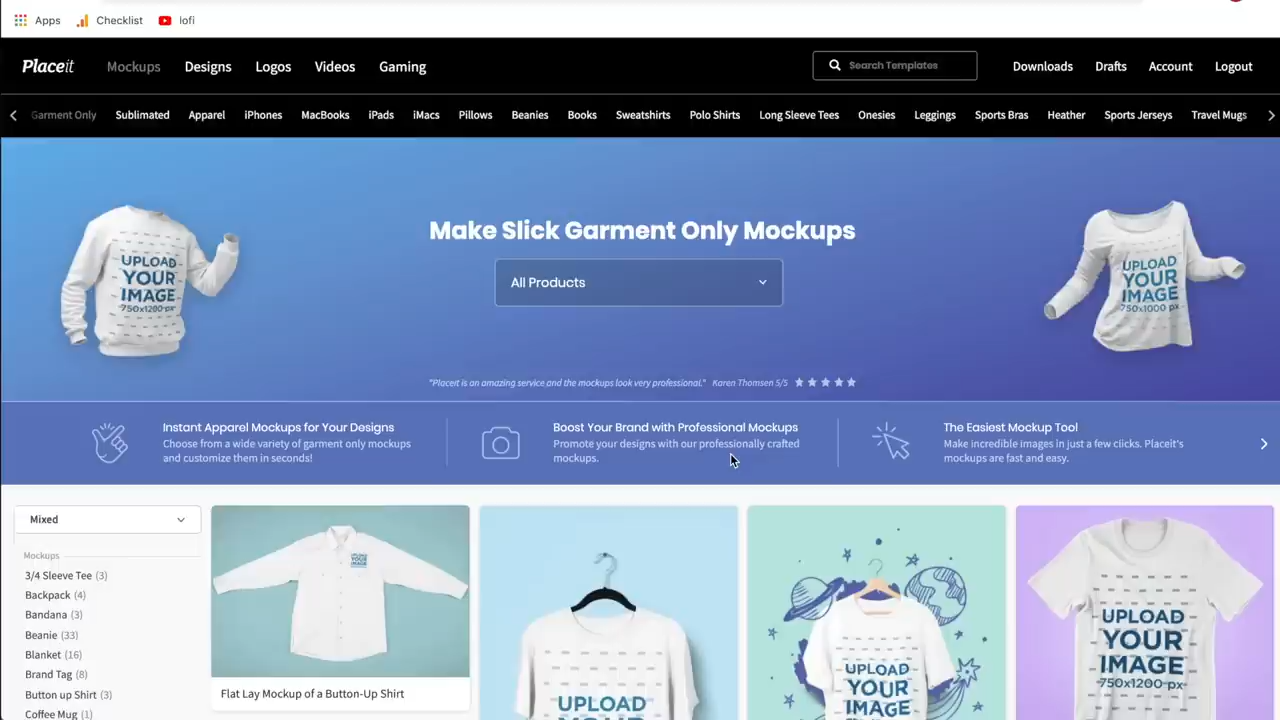 Apps
Checklist
lofi
Placeit
Mockups
Designs
Logos
Videos
Gaming
Search Templates
Downloads
Drafts
Account
Logout
Garment Only
Sublimated
Apparel
iPhones
MacBooks
iPads
iMacs
Pillows
Beanies
Books
Sweatshirts
Polo Shirts
Long Sleeve Tees
Onesies
Leggings
Sports Bras
Heather
Sports Jerseys
Travel Mugs
Make Slick Garment Only Mockups
All Products
UPLOAD
YOUR
IMAGE
750x1200 px
UPLOAD
YOUR
IMAGE
750x1000 px
"Placeit is an amazing service and the mockups look very professional." Karen Thomsen 5/5
Instant Apparel Mockups for Your Designs
Choose from a wide variety of garment only mockups
and customize them in seconds!
Boost Your Brand with Professional Mockups
Promote your designs with our professionally crafted
mockups.
The Easiest Mockup Tool
Make incredible images in just a few clicks. Placeit's
mockups are fast and easy.
Mixed
Mockups
3/4 Sleeve Tee (3)
Backpack (4)
Bandana (3)
Beanie (33)
Blanket (16)
Brand Tag (8)
Button up Shirt (3)
Coffee Mug (1)
UPLOAD
YOUR
IMAGE
Flat Lay Mockup of a Button-Up Shirt
UPLOAD
UPLOAD
YOUR
IMAGE
UPLOAD
YOUR
IMAGE
750x1200 px